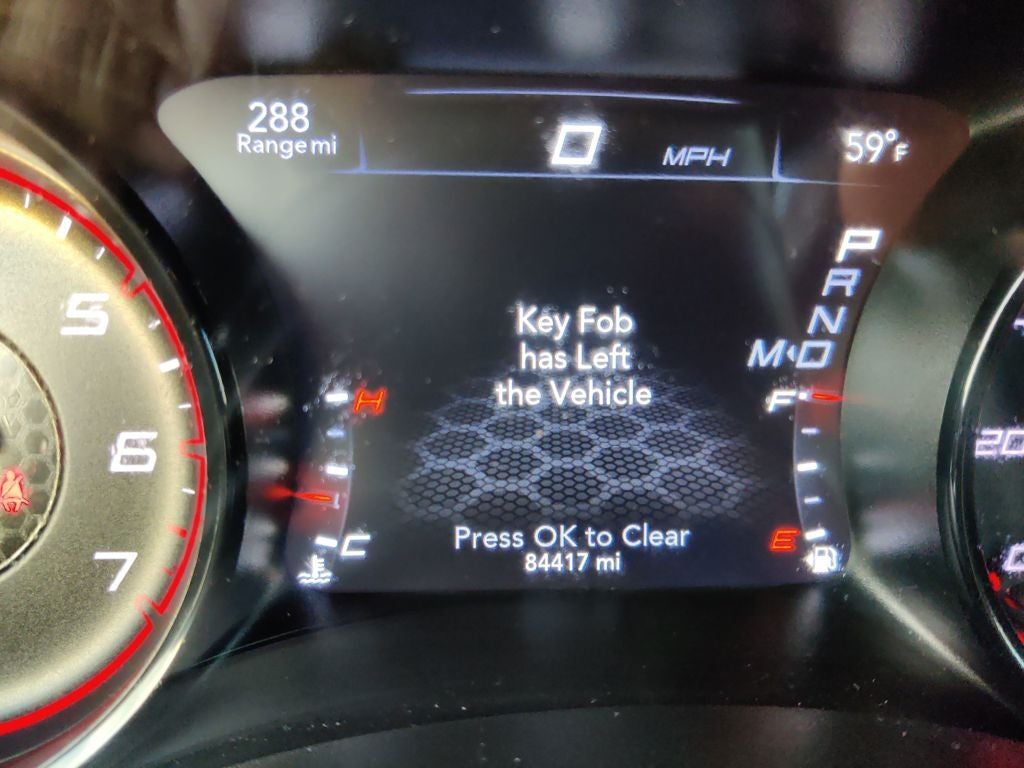 288
Range mi
0
MPH
59°F
P
R
N
M D
5
6
7
Key Fob
has Left
the Vehicle
H
C
F
E
Press OK to Clear
84417 mi
20